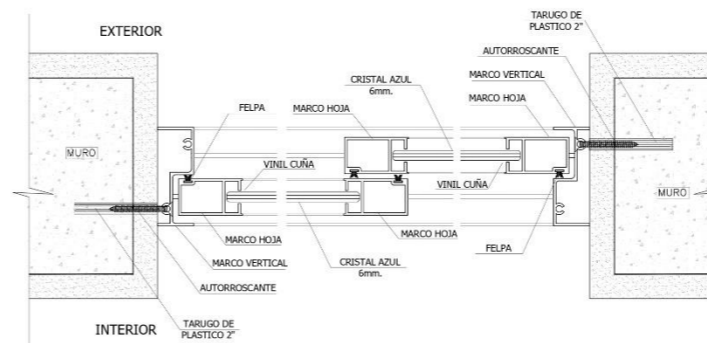 EXTERIOR
TARUGO DE
PLASTICO 2"
AUTORROSCANTE
MARCO VERTICAL
MARCO HOJA
CRISTAL AZUL
6mm.
FELPA
MARCO HOJA
MURO
VINIL CUÑA
VINIL CUÑA
MURO
MARCO HOJA
MARCO HOJA
FELPA
MARCO VERTICAL
CRISTAL AZUL
6mm.
AUTORROSCANTE
TARUGO DE
PLASTICO 2"
INTERIOR